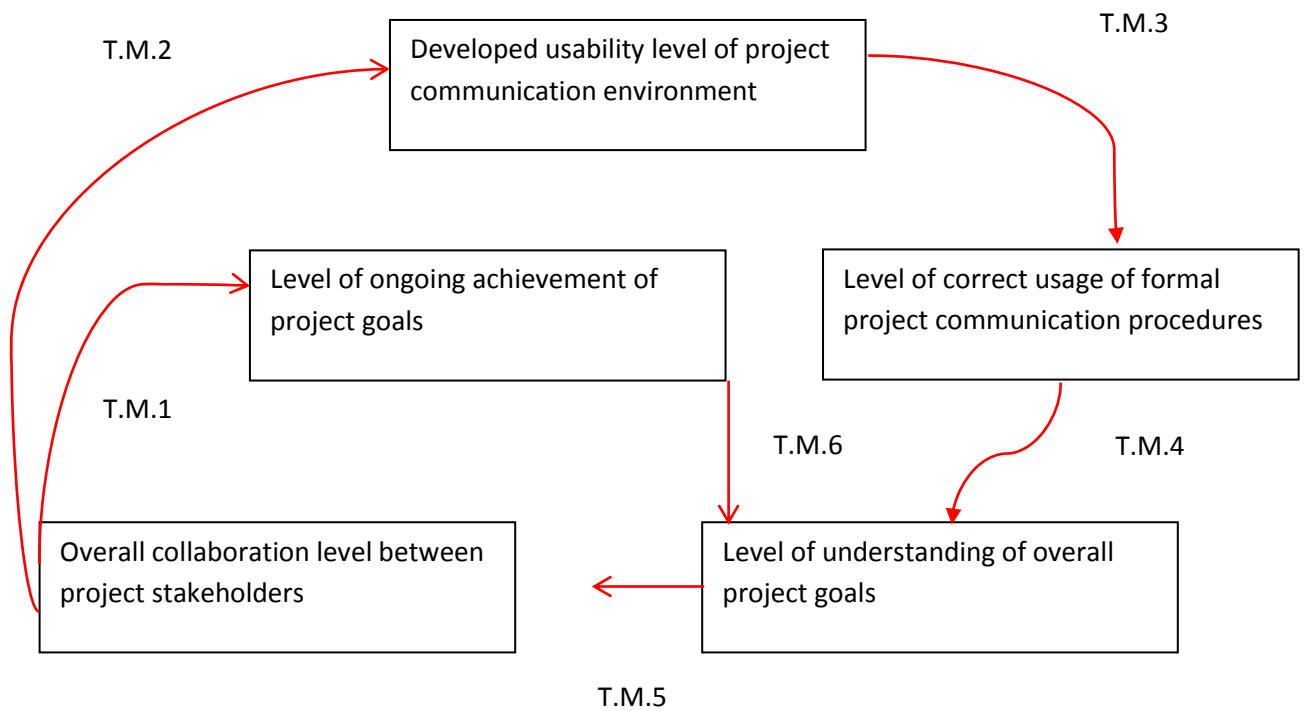 T.M.2
Developed usability level of project
communication environment
T.M.3
Level of ongoing achievement of
project goals
Level of correct usage of formal
project communication procedures
T.M.1
T.M.6
T.M.4
Overall collaboration level between
project stakeholders
Level of understanding of overall
project goals
T.M.5